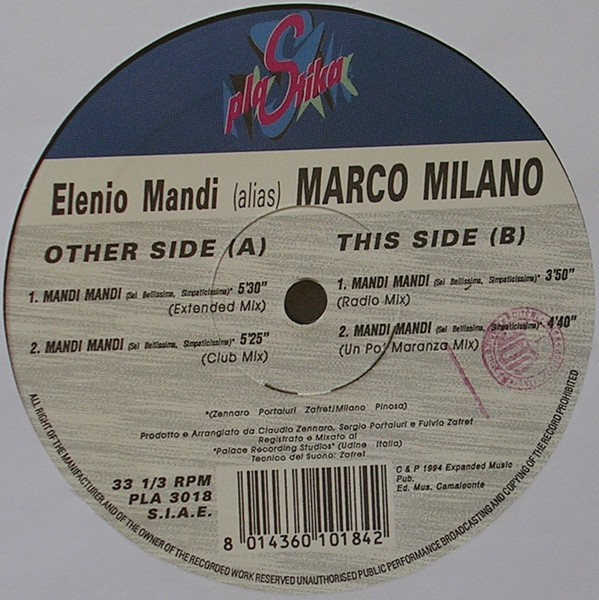 plaStika
Elenio Mandi (alias) MARCO MILANO
OTHER SIDE (A)
1. MANDI MANDI (Sei Bellissima, Simpaticissima)* 5'30"
(Extended Mix)
2. MANDI MANDI (Sei Bellissima, Simpaticissima)* 5'25"
(Club Mix)
THIS SIDE (B)
1. MANDI MANDI (Sei Bellissima, Simpaticissima)* 3'50"
(Radio Mix)
2. MANDI MANDI (Sei Bellissima, Simpaticissima)* 4'40"
(Un Po' Maranza Mix)
*(Zennaro Portaluri Zafret/Milano Pinosa)
Prodotto e Arrangiato da Claudio Zennaro, Sergio Portaluri e Fulvio Zafret
Registrato e Mixato al
"Palace Recording Studios" (Udine Italia)
Tecnico del Suono: Zafret
33 1/3 RPM
PLA 3018
S.I.A.E.
8 014360 101842
C & P 1994 Expanded Music
Pub.
Ed. Mus. Camaleonte
ALL RIGHT OF THE MANUFACTURER AND OF THE OWNER OF THE RECORDED WORK RESERVED UNAUTHORISED PUBLIC PERFORMANCE BROADCASTING AND COPYING OF THE RECORD PROHIBITED